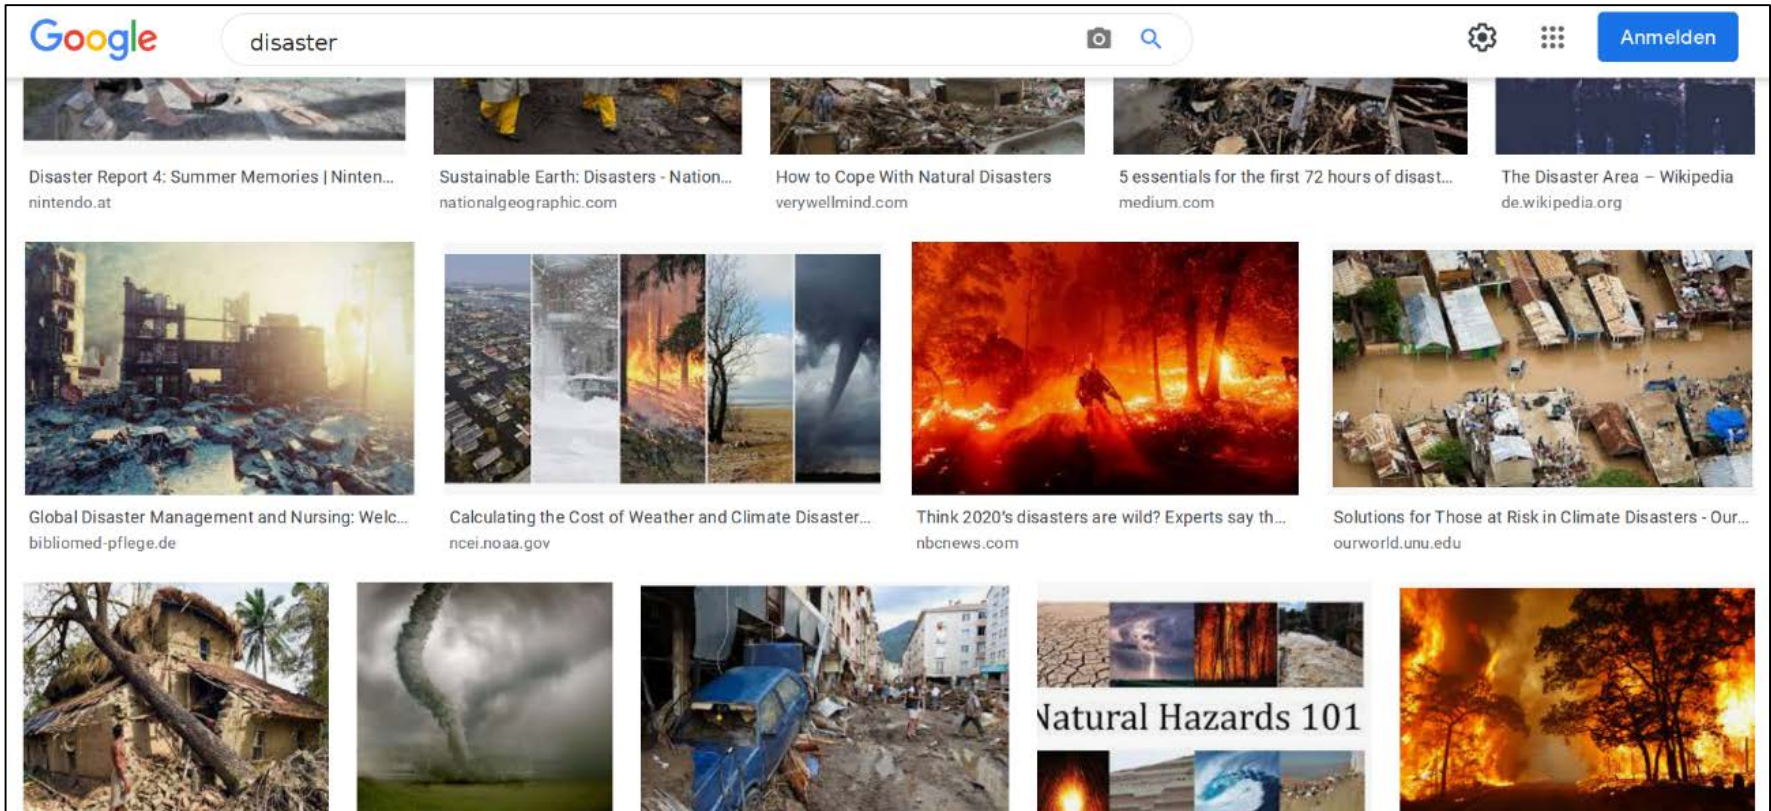 Google
disaster
Anmelden
Disaster Report 4: Summer Memories | Ninten...
nintendo.at
Sustainable Earth: Disasters - Nation...
nationalgeographic.com
How to Cope With Natural Disasters
verywellmind.com
5 essentials for the first 72 hours of disast...
medium.com
The Disaster Area – Wikipedia
de.wikipedia.org
Global Disaster Management and Nursing: Welc...
bibliomed-pflege.de
Calculating the Cost of Weather and Climate Disaster...
ncei.noaa.gov
Think 2020's disasters are wild? Experts say th...
nbcnews.com
Solutions for Those at Risk in Climate Disasters - Our...
ourworld.unu.edu
Natural Hazards 101